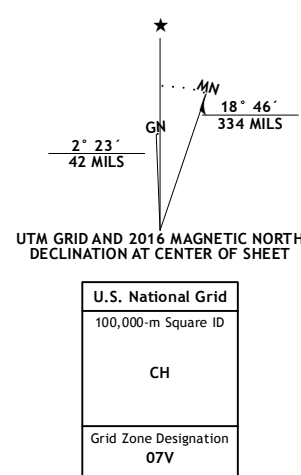 ★
MN
GN
18° 46´
334 MILS
2° 23´
42 MILS
UTM GRID AND 2016 MAGNETIC NORTH
DECLINATION AT CENTER OF SHEET
U.S. National Grid
100,000-m Square ID
CH
Grid Zone Designation
07V